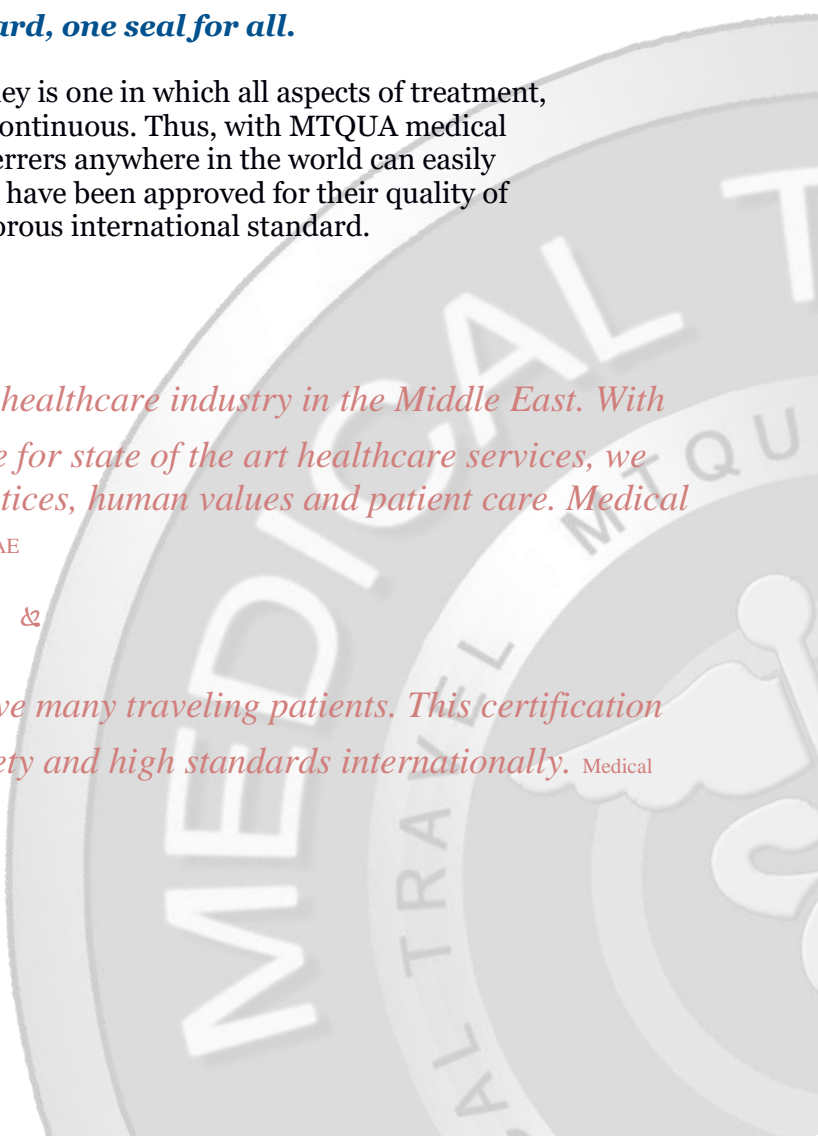 ard, one seal for all.
ey is one in which all aspects of treatment,
ontinuous. Thus, with MTQUA medical
errers anywhere in the world can easily
have been approved for their quality of
orous international standard.
healthcare industry in the Middle East. With
e for state of the art healthcare services, we
tices, human values and patient care. Medical
AE
&
ve many traveling patients. This certification
ety and high standards internationally. Medical
MEDICAL T
MTQU
AL TRAVEL